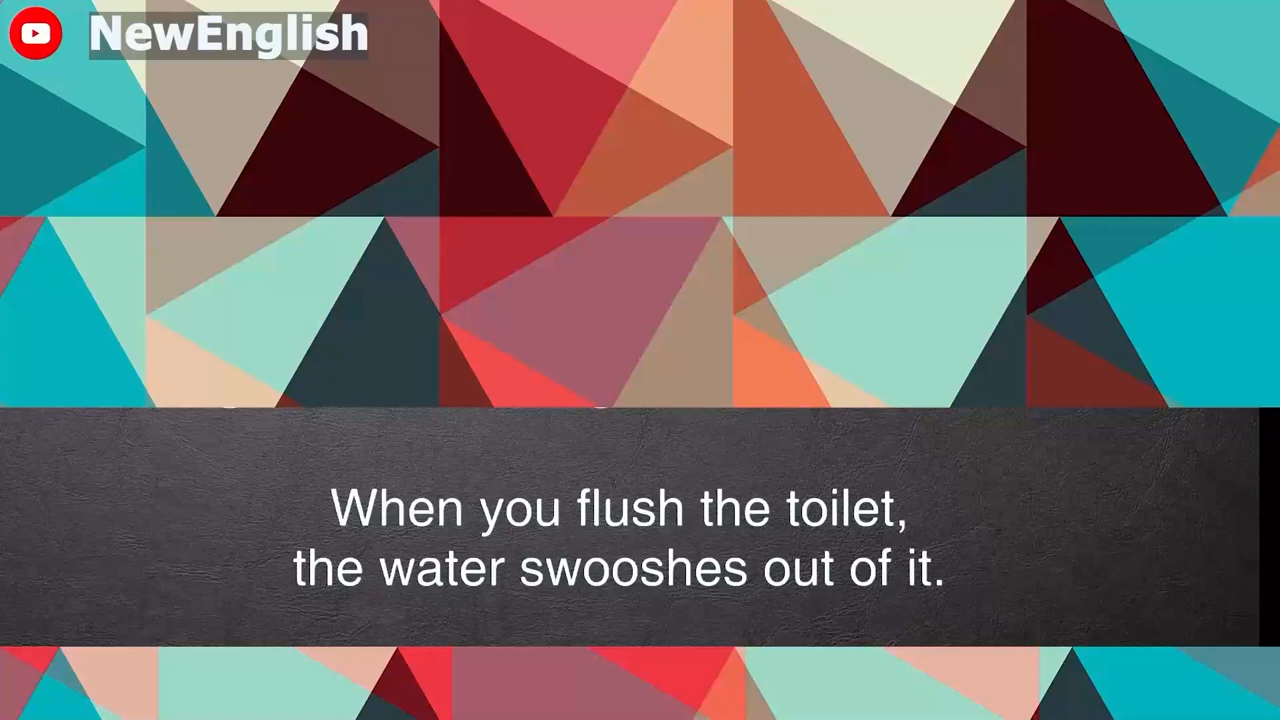 NewEnglish
When you flush the toilet,
the water swooshes out of it.